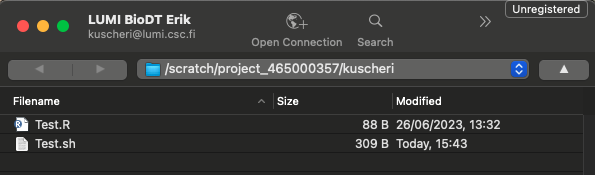 LUMI BioDT Erik
kuscheri@lumi.csc.fi
Unregistered
Open Connection
Search
/scratch/project_465000357/kuscheri
Filename Size Modified
Test.R 88 B 26/06/2023, 13:32
Test.sh 309 B Today, 15:43